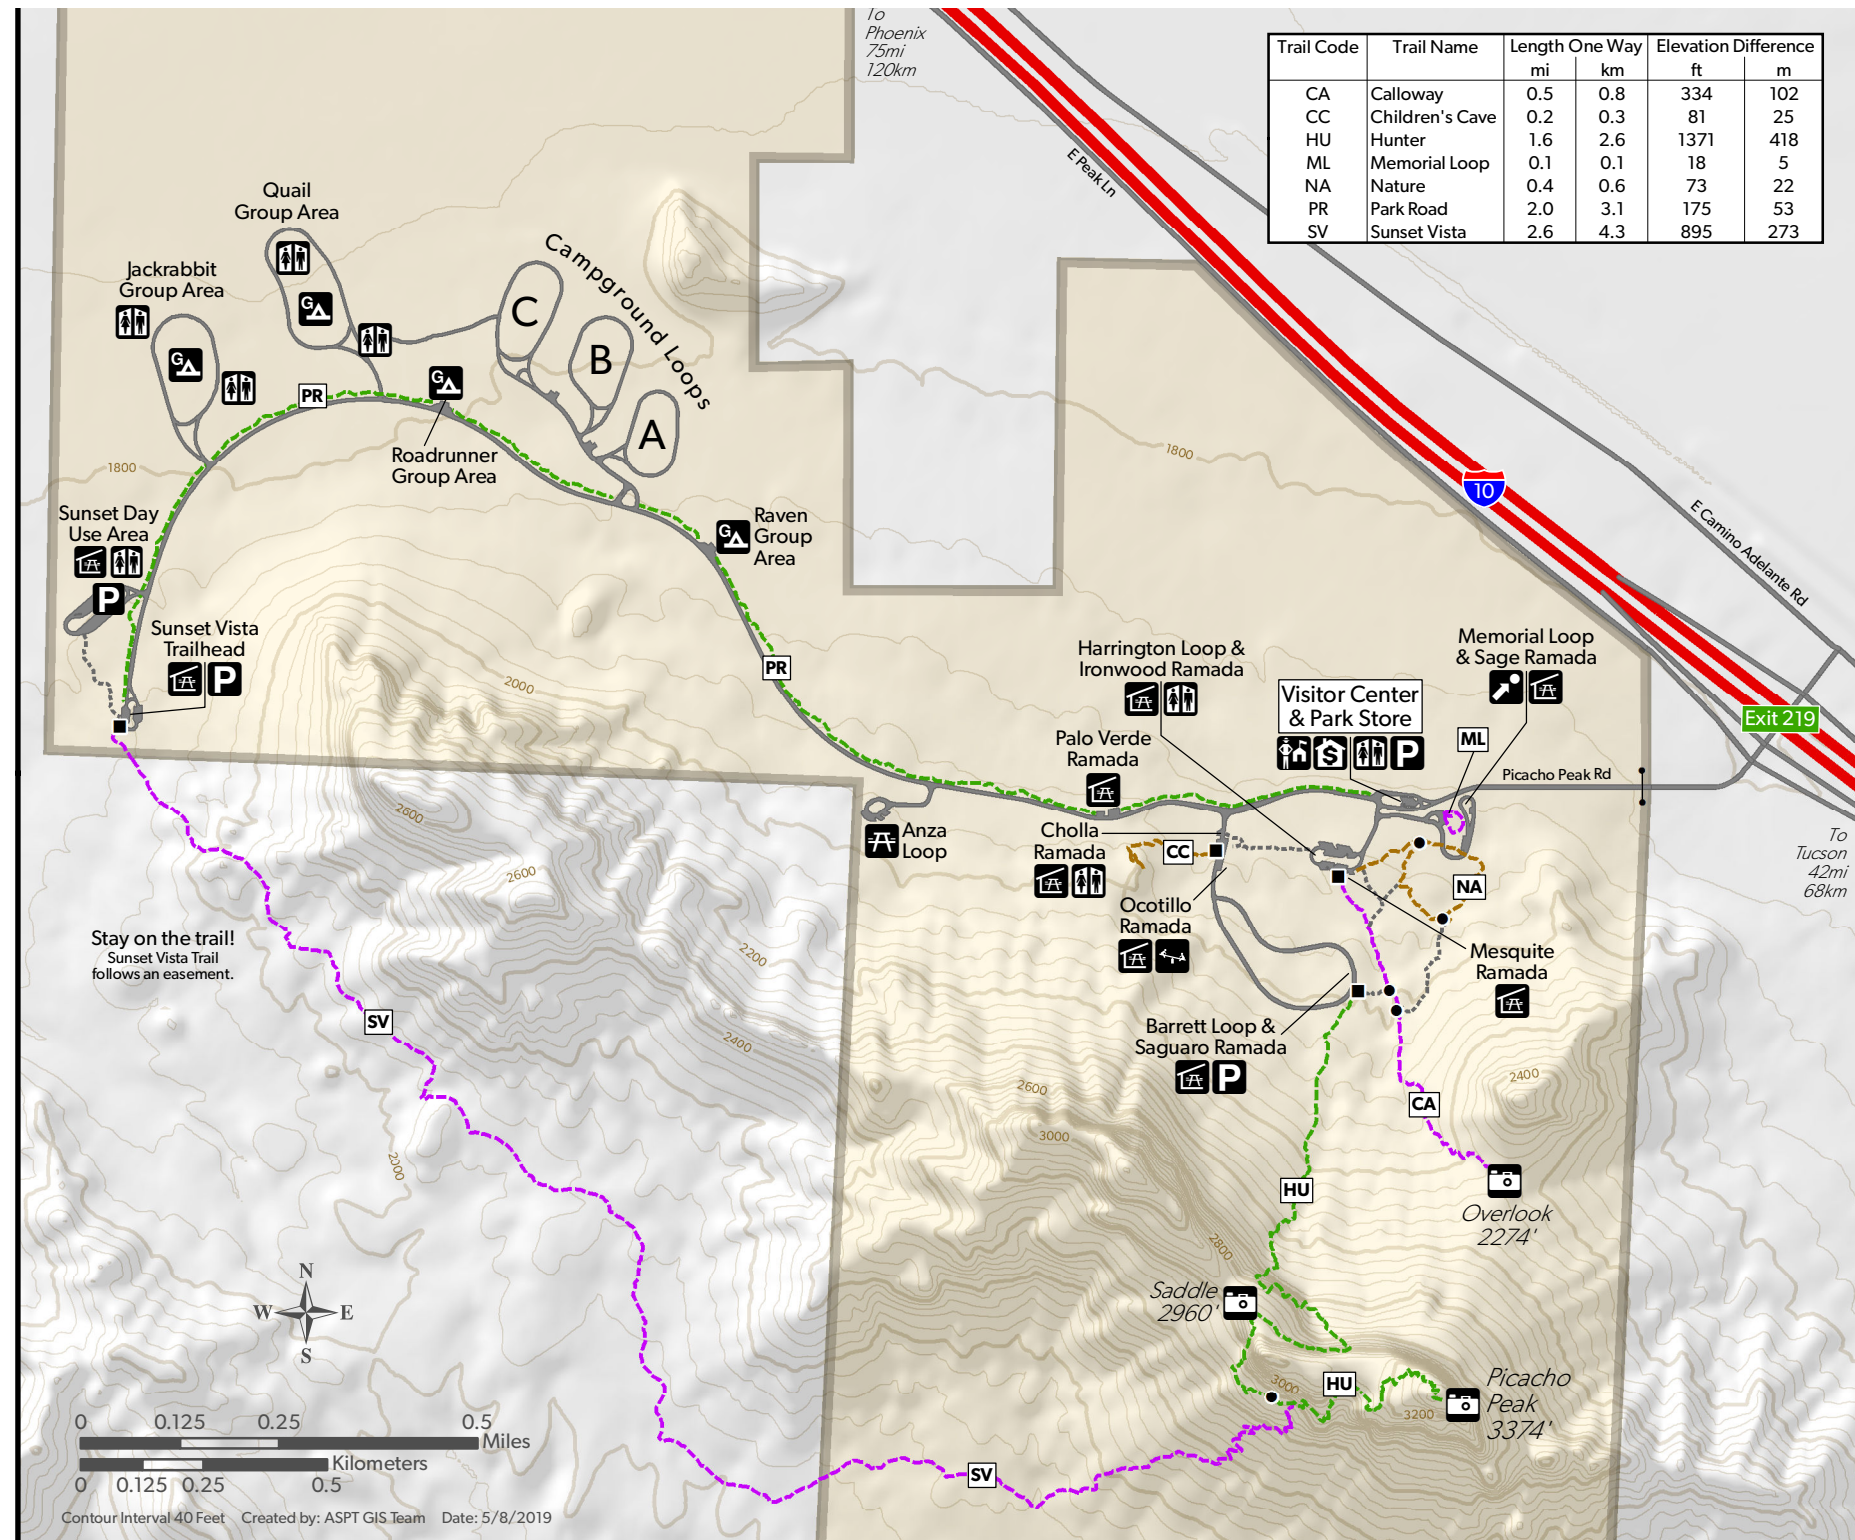 To
Phoenix
75mi
120km
Trail Code Trail Name Length One Way Elevation Difference
mi km ft m
CA Calloway 0.5 0.8 334 102
CC Children's Cave 0.2 0.3 81 25
HU Hunter 1.6 2.6 1371 418
ML Memorial Loop 0.1 0.1 18 5
NA Nature 0.4 0.6 73 22
PR Park Road 2.0 3.1 175 53
SV Sunset Vista 2.6 4.3 895 273
E Peak Ln
Quail
Group Area
Jackrabbit
Group Area
G
G
G
Campground Loops
C
B
A
PR
Roadrunner
Group Area
1800
1800
10
E Camino Adelante Rd
Sunset Day
Use Area
P
G
Raven
Group
Area
Sunset Vista
Trailhead
P
2000
PR
Harrington Loop &
Ironwood Ramada
Memorial Loop
& Sage Ramada
Visitor Center
& Park Store
P
ML
Exit 219
Palo Verde
Ramada
Picacho Peak Rd
To
Tucson
42mi
68km
2600
2600
Anza
Loop
Cholla
Ramada
CC
NA
Ocotillo
Ramada
Mesquite
Ramada
Stay on the trail!
Sunset Vista Trail
follows an easement.
2200
2400
SV
Barrett Loop &
Saguaro Ramada
P
2600
3000
2400
CA
2000
HU
Overlook
2274'
2800
Saddle
2960'
N
W E
S
3000
HU
3200
Picacho
Peak
3374'
SV
0 0.125 0.25 0.5
Miles
Kilometers
0 0.125 0.25 0.5
Contour Interval 40 Feet Created by: ASPT GIS Team Date: 5/8/2019